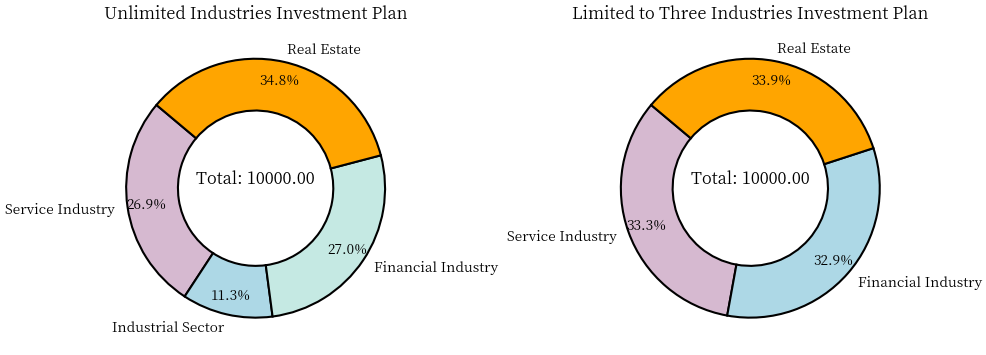 Unlimited Industries Investment Plan
Real Estate
34.8%
Total: 10000.00
26.9%
Service Industry
27.0%
Financial Industry
11.3%
Industrial Sector
Limited to Three Industries Investment Plan
Real Estate
33.9%
Total: 10000.00
33.3%
Service Industry
32.9%
Financial Industry